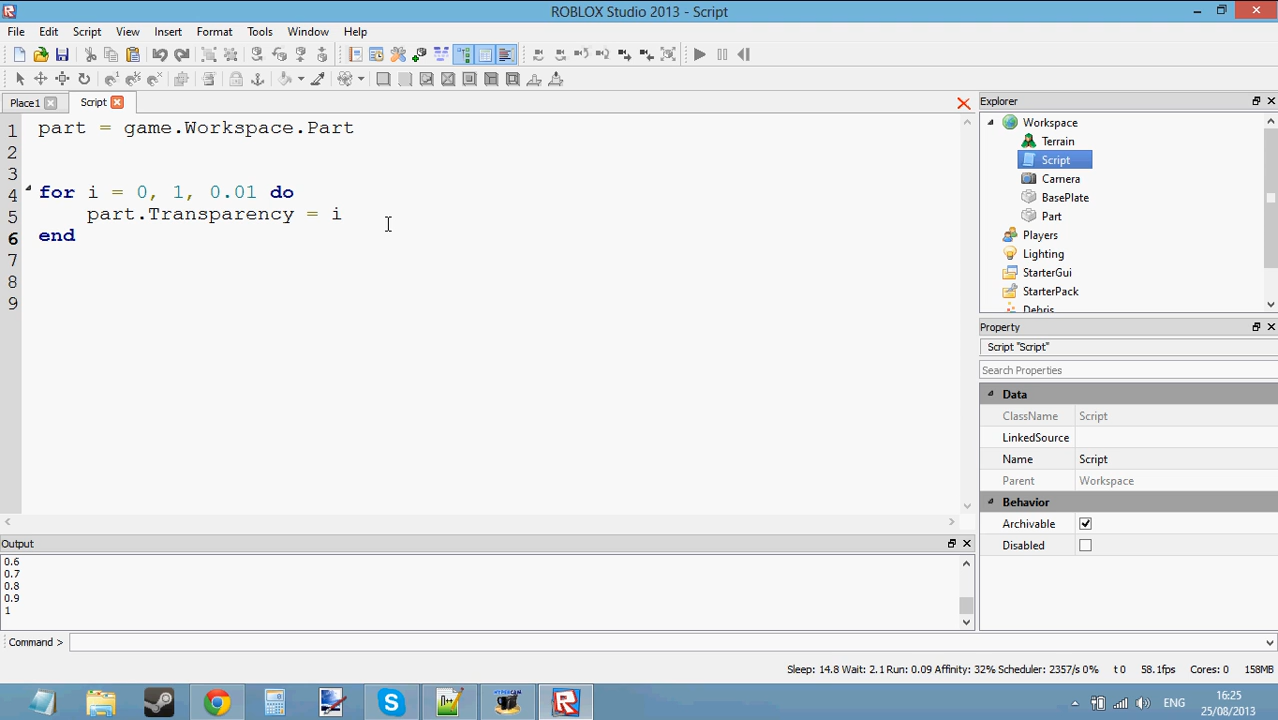 ROBLOX Studio 2013 - Script
File Edit Script View Insert Format Tools Window Help
Place1 Script
1 part = game.Workspace.Part
2
3
4 for i = 0, 1, 0.01 do
5 part.Transparency = i
6 end
7
8
9
Explorer
Workspace
Terrain
Script
Camera
BasePlate
Part
Players
Lighting
StarterGui
StarterPack
Debris
Property
Script "Script"
Search Properties
Data
ClassName Script
LinkedSource
Name Script
Parent Workspace
Behavior
Archivable
Disabled
Output
0.6
0.7
0.8
0.9
1
Command >
Sleep: 14.8 Wait: 2.1 Run: 0.09 Affinity: 32% Scheduler: 2357/s 0% t 0 58.1fps Cores: 0 158MB
ENG
16:25
25/08/2013